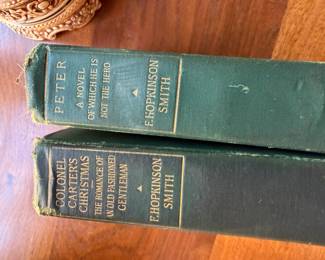 PETER
A NOVEL
OF WHICH HE IS
NOT THE HERO
F. HOPKINSON
SMITH
COLONEL
CARTER'S
CHRISTMAS
THE ROMANCE OF
AN OLD FASHIONED
GENTLEMAN
F. HOPKINSON
SMITH